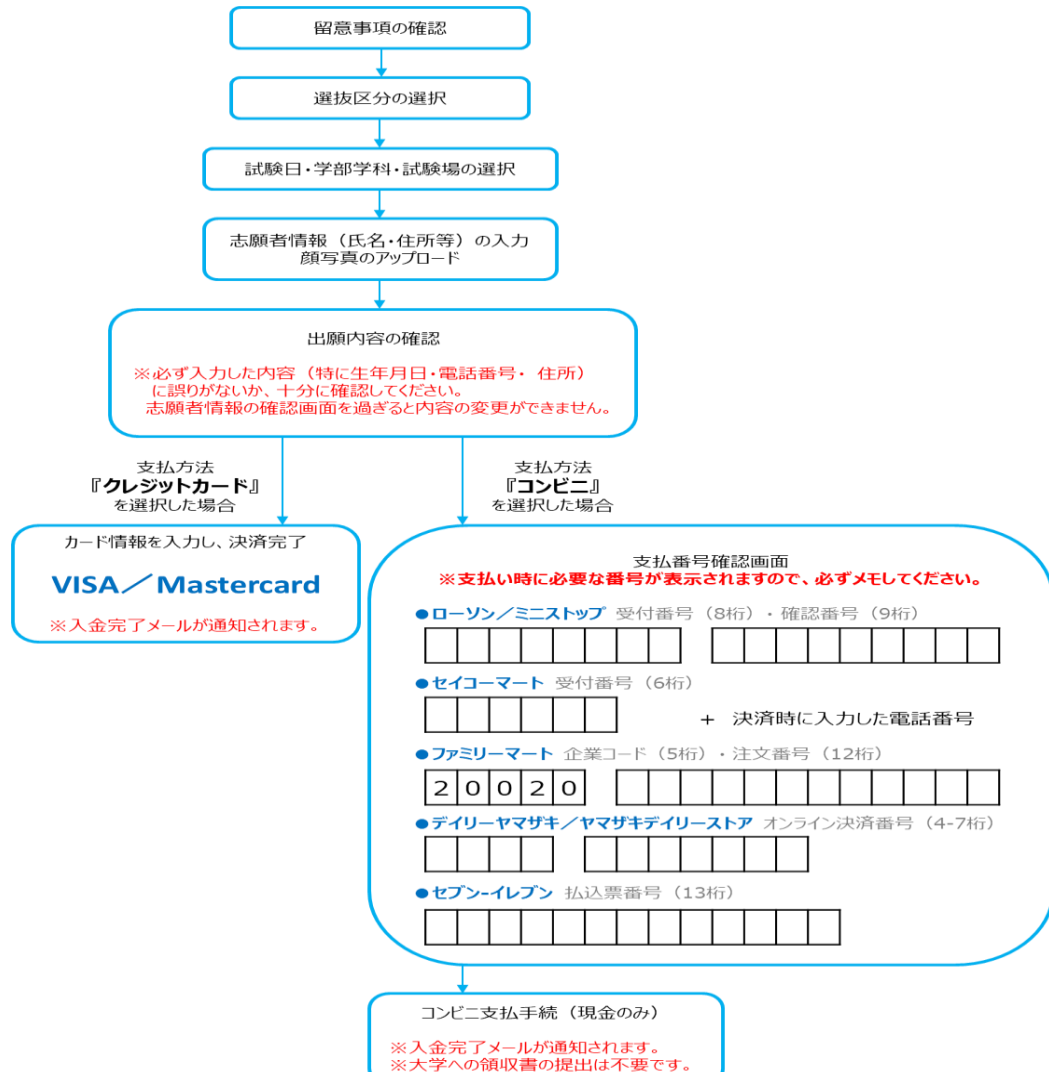 留意事項の確認
選抜区分の選択
試験日・学部学科・試験場の選択
志願者情報（氏名・住所等）の入力
顔写真のアップロード
出願内容の確認
※必ず入力した内容（特に生年月日・電話番号・ 住所）
に誤りがないか、十分に確認してください。
志願者情報の確認画面を過ぎると内容の変更ができません。
支払方法
『クレジットカード』
を選択した場合
支払方法
『コンビニ』
を選択した場合
カード情報を入力し、決済完了
VISA／Mastercard
※入金完了メールが通知されます。
支払番号確認画面
※支払い時に必要な番号が表示されますので、必ずメモしてください。
●ローソン／ミニストップ 受付番号（8桁）・確認番号（9桁）
●セイコーマート 受付番号（6桁）
+ 決済時に入力した電話番号
●ファミリーマート 企業コード（5桁）・注文番号（12桁）
2 0 0 2 0
●デイリーヤマザキ／ヤマザキデイリーストア オンライン決済番号（4-7桁）
●セブン-イレブン 払込票番号（13桁）
コンビニ支払手続（現金のみ）
※入金完了メールが通知されます。
※大学への領収書の提出は不要です。